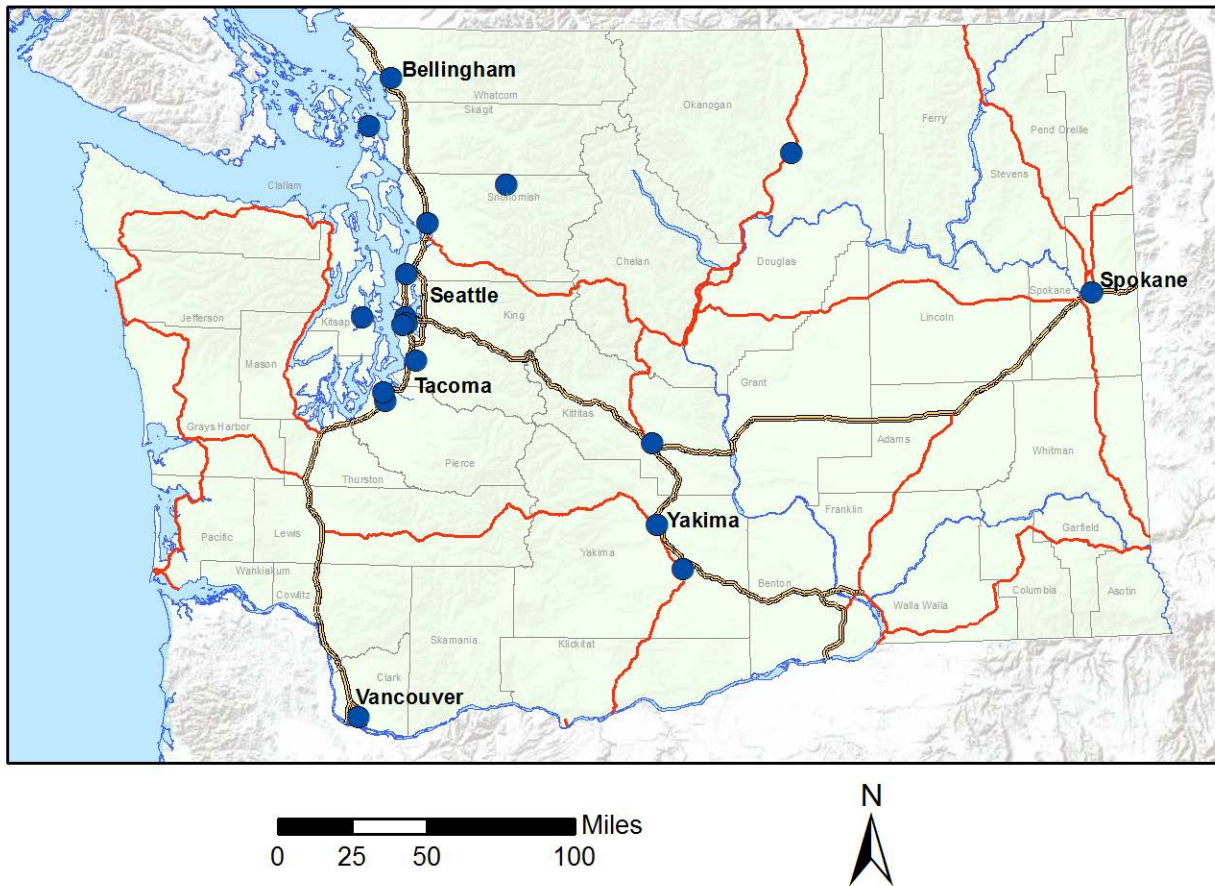 Bellingham
Whatcom
Skagit
Okanogan
Ferry
Pend Oreille
Stevens
Clallam
Snohomish
Chelan
Douglas
Seattle
Spokane
Spokane
Jefferson
Kitsap
King
Lincoln
Mason
Tacoma
Grant
Kittitas
Grays Harbor
Adams
Whitman
Pierce
Thurston
Franklin
Yakima
Garfield
Pacific
Lewis
Yakima
Wahkiakum
Benton
Cowlitz
Walla Walla
Columbia
Asotin
Skamania
Klickitat
Clark
Vancouver
N
Miles
0 25 50 100